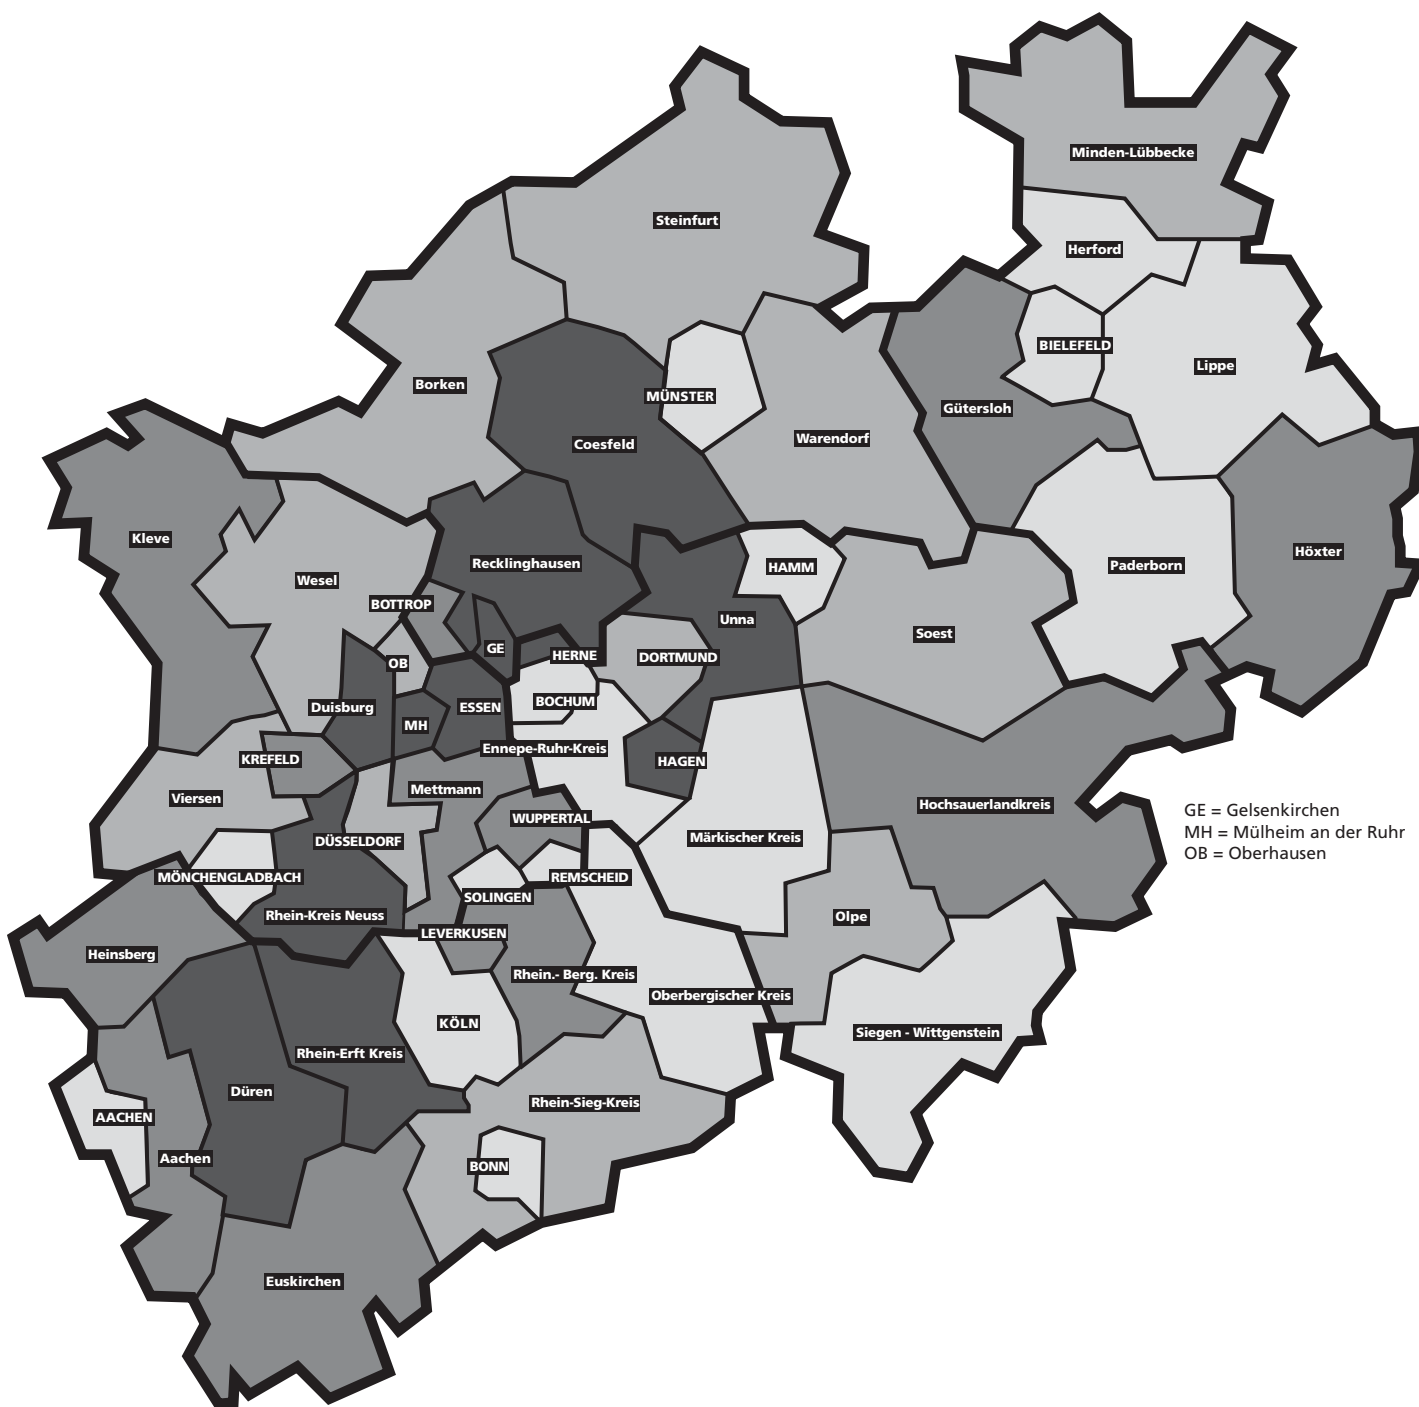 Minden-Lübbecke
Steinfurt
Herford
BIELEFELD
Lippe
Borken
MÜNSTER
Gütersloh
Warendorf
Coesfeld
Kleve
Höxter
Recklinghausen
HAMM
Paderborn
Wesel
BOTTROP
Unna
Soest
GE
HERNE
DORTMUND
OB
BOCHUM
Duisburg
ESSEN
MH
Ennepe-Ruhr-Kreis
KREFELD
HAGEN
Mettmann
Viersen
Hochsauerlandkreis
GE = Gelsenkirchen
MH = Mülheim an der Ruhr
OB = Oberhausen
WUPPERTAL
DÜSSELDORF
Märkischer Kreis
MÖNCHENGLADBACH
REMSCHEID
SOLINGEN
Rhein-Kreis Neuss
Olpe
LEVERKUSEN
Heinsberg
Rhein.- Berg. Kreis
Oberbergischer Kreis
KÖLN
Siegen - Wittgenstein
Rhein-Erft Kreis
Düren
Rhein-Sieg-Kreis
AACHEN
Aachen
BONN
Euskirchen